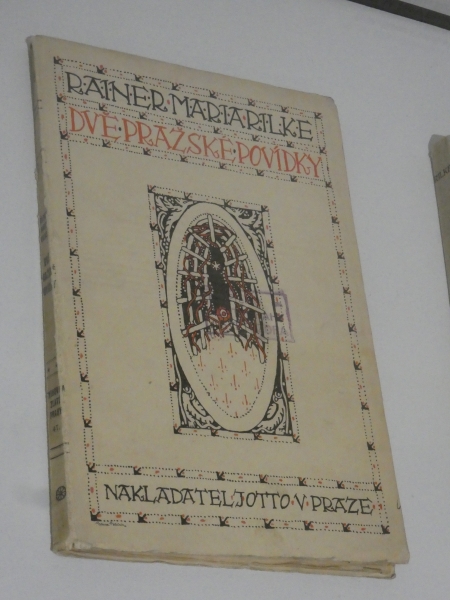 RAINER·MARIA·RILKE
DVĚ·PRAŽSKÉ·POVÍDKY
NAKLADATEL·J·OTTO·V·PRAZE